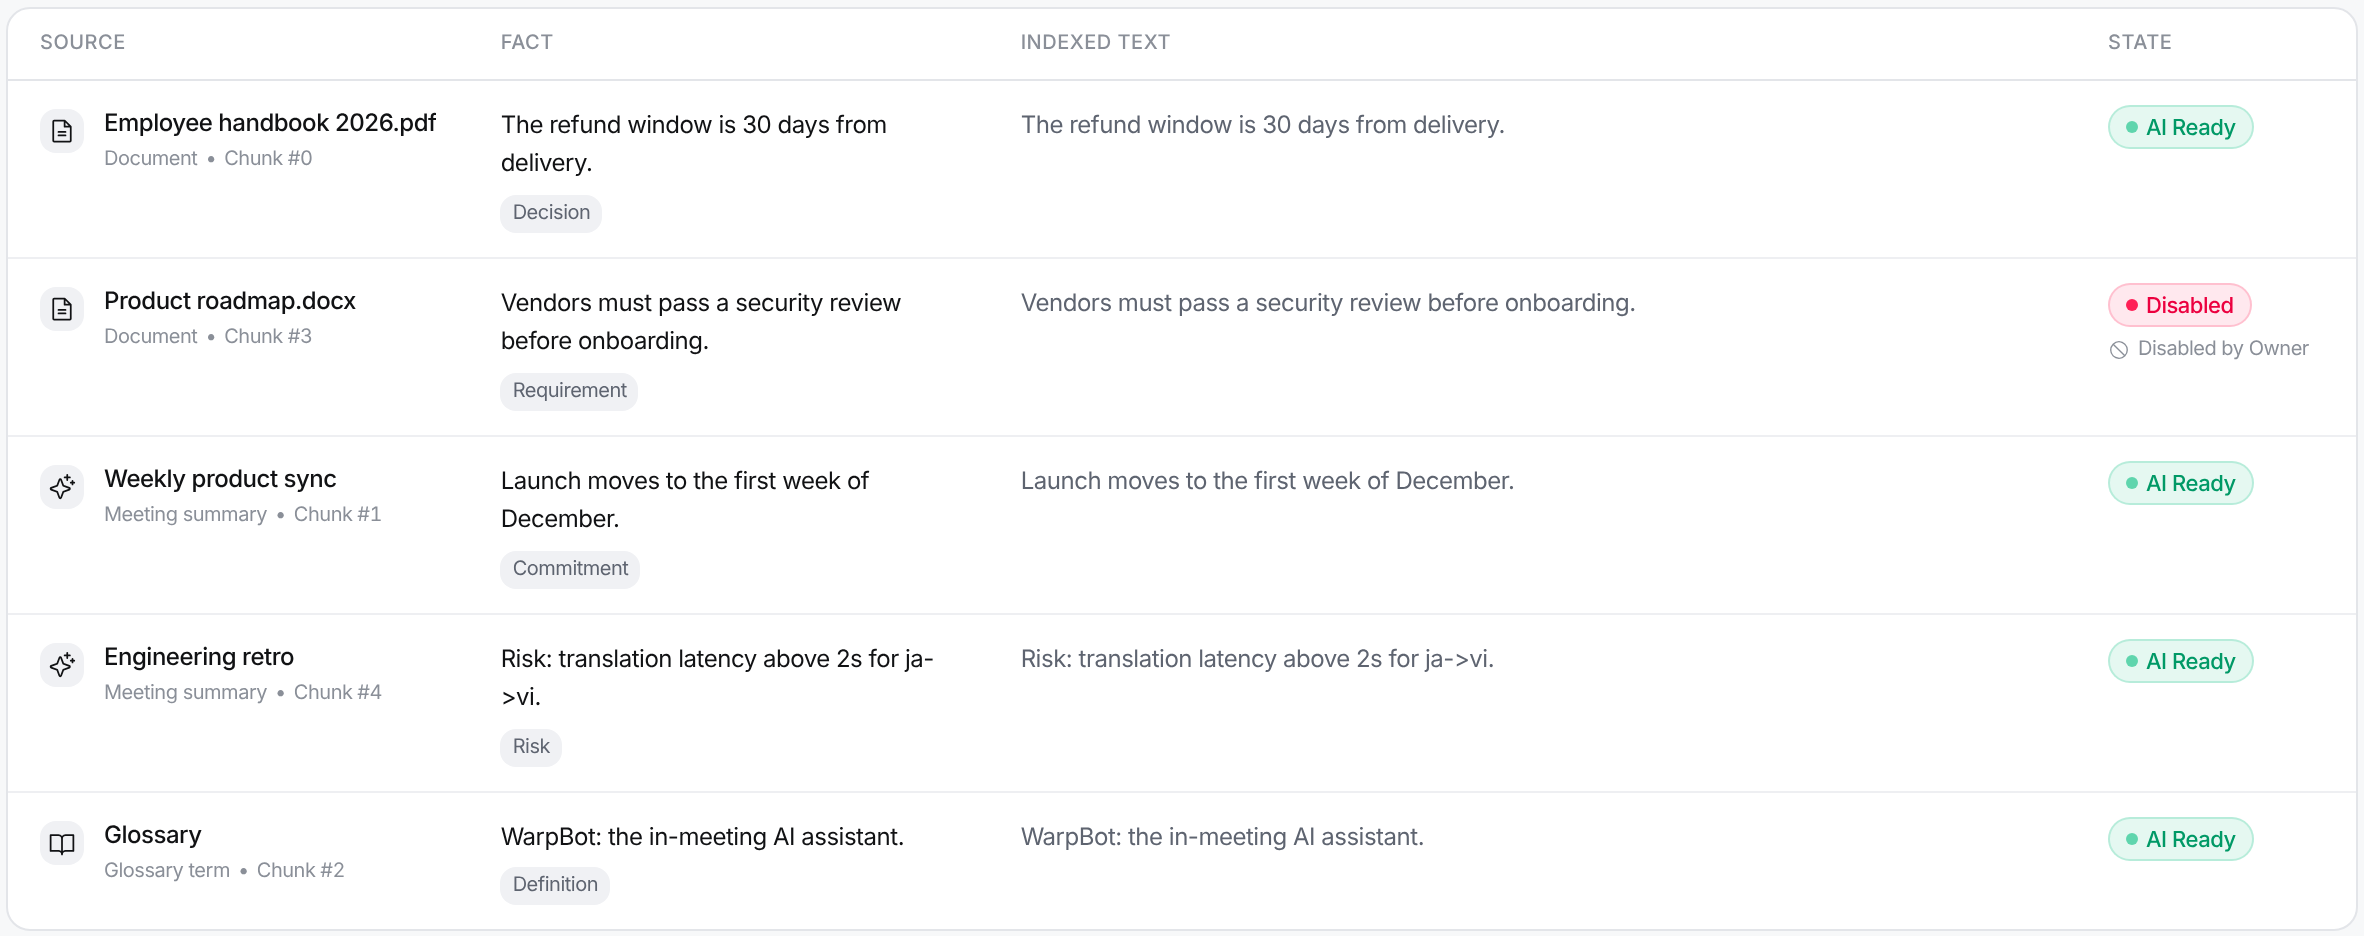 SOURCE
FACT
INDEXED TEXT
STATE
Employee handbook 2026.pdf
Document • Chunk #0
The refund window is 30 days from
delivery.
Decision
The refund window is 30 days from delivery.
AI Ready
Product roadmap.docx
Document • Chunk #3
Vendors must pass a security review
before onboarding.
Requirement
Vendors must pass a security review before onboarding.
Disabled
Disabled by Owner
Weekly product sync
Meeting summary • Chunk #1
Launch moves to the first week of
December.
Commitment
Launch moves to the first week of December.
AI Ready
Engineering retro
Meeting summary • Chunk #4
Risk: translation latency above 2s for ja-
>vi.
Risk
Risk: translation latency above 2s for ja->vi.
AI Ready
Glossary
Glossary term • Chunk #2
WarpBot: the in-meeting AI assistant.
Definition
WarpBot: the in-meeting AI assistant.
AI Ready